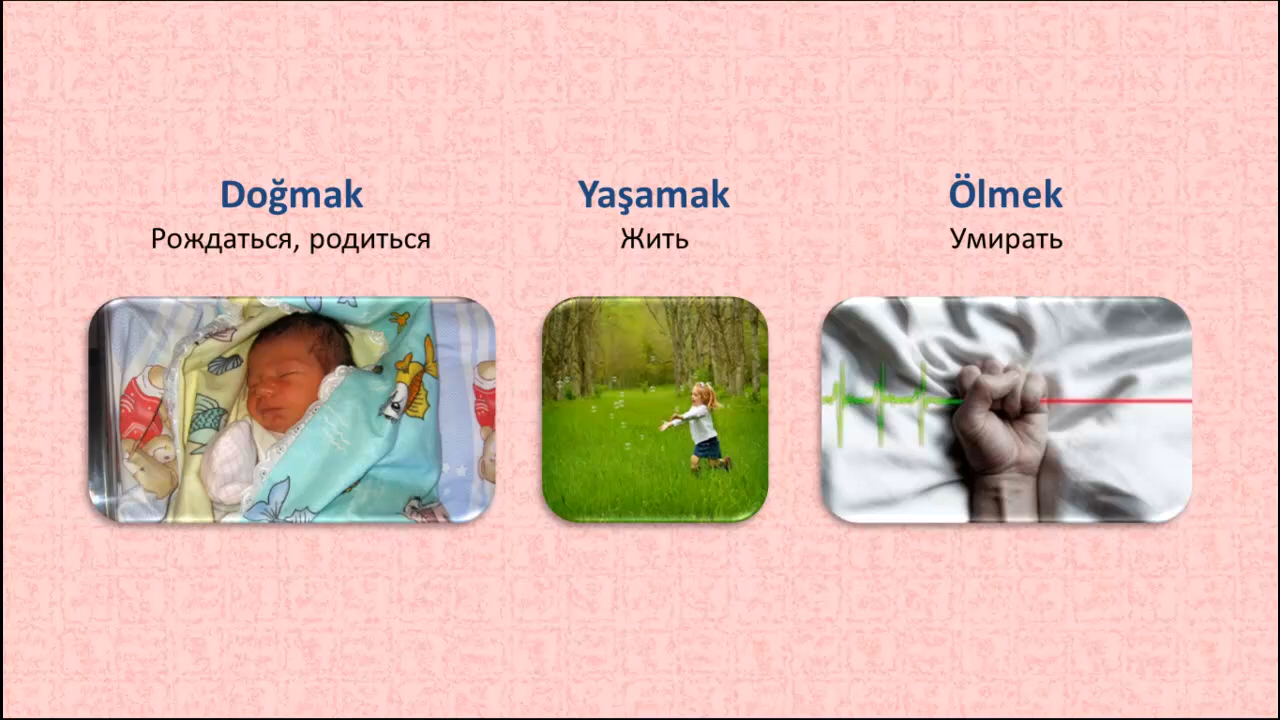 Doğmak
Рождаться, родиться
Yaşamak
Жить
Ölmek
Умирать